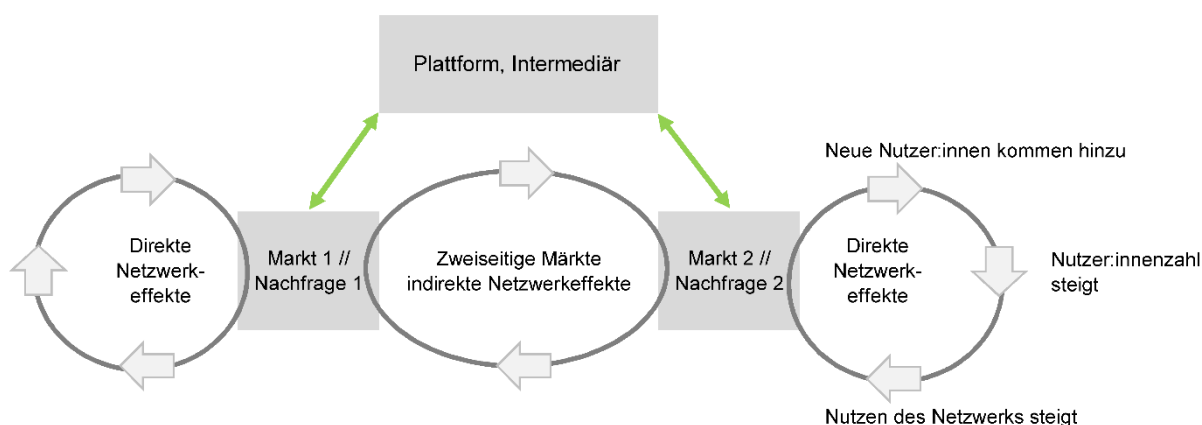 Plattform, Intermediär
Neue Nutzer:innen kommen hinzu
Direkte
Netzwerk-
effekte
Markt 1 //
Nachfrage 1
Zweiseitige Märkte
indirekte Netzwerkeffekte
Markt 2 //
Nachfrage 2
Direkte
Netzwerk-
effekte
Nutzer:innenzahl
steigt
Nutzen des Netzwerks steigt